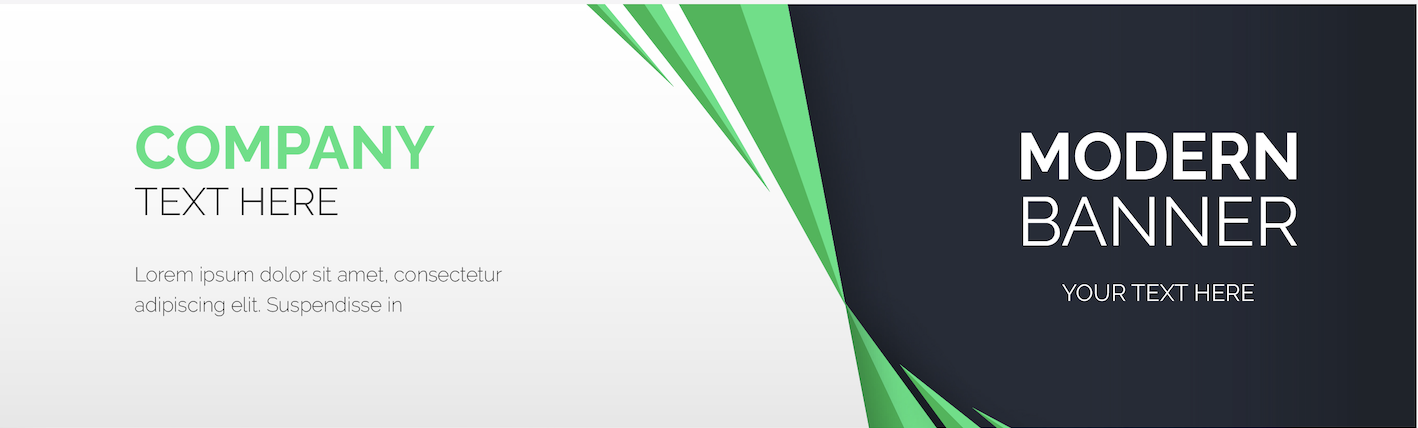 COMPANY
TEXT HERE
Lorem ipsum dolor sit amet, consectetur
adipiscing elit. Suspendisse in
MODERN
BANNER
YOUR TEXT HERE